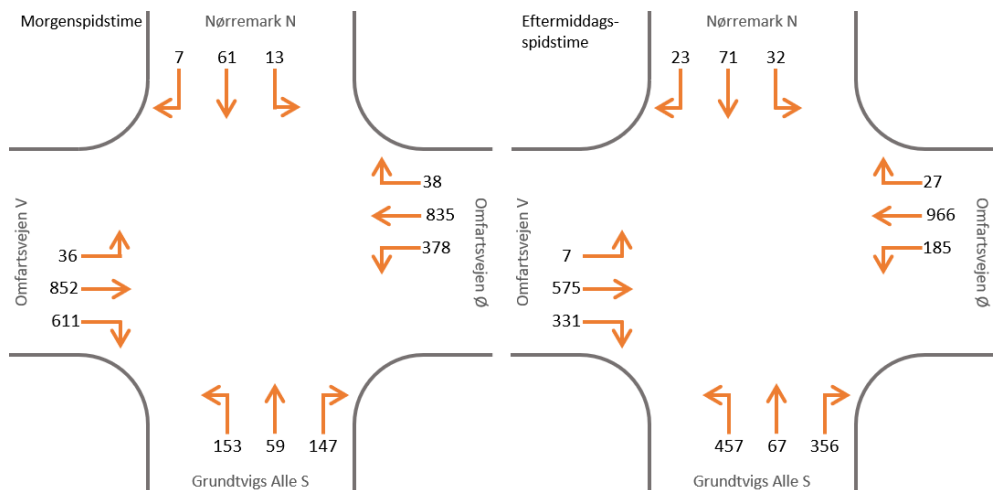 Morgenspidstime
Nørremark N
7 61 13
38
835
378
Omfartsvejen V
Omfartsvejen Ø
36
852
611
153 59 147
Grundtvigs Alle S
Eftermiddags-
spidstime
Nørremark N
23 71 32
27
966
185
Omfartsvejen V
Omfartsvejen Ø
7
575
331
457 67 356
Grundtvigs Alle S